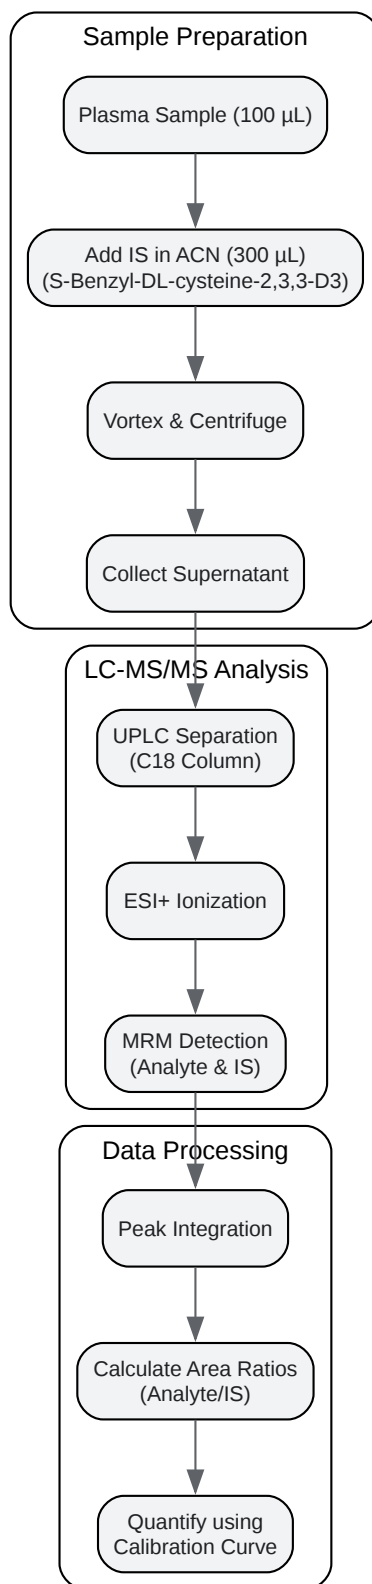 Sample Preparation
Plasma Sample (100 µL)
Add IS in ACN (300 µL)
(S-Benzyl-DL-cysteine-2,3,3-D3)
Vortex & Centrifuge
Collect Supernatant
LC-MS/MS Analysis
UPLC Separation
(C18 Column)
ESI+ Ionization
MRM Detection
(Analyte & IS)
Data Processing
Peak Integration
Calculate Area Ratios
(Analyte/IS)
Quantify using
Calibration Curve